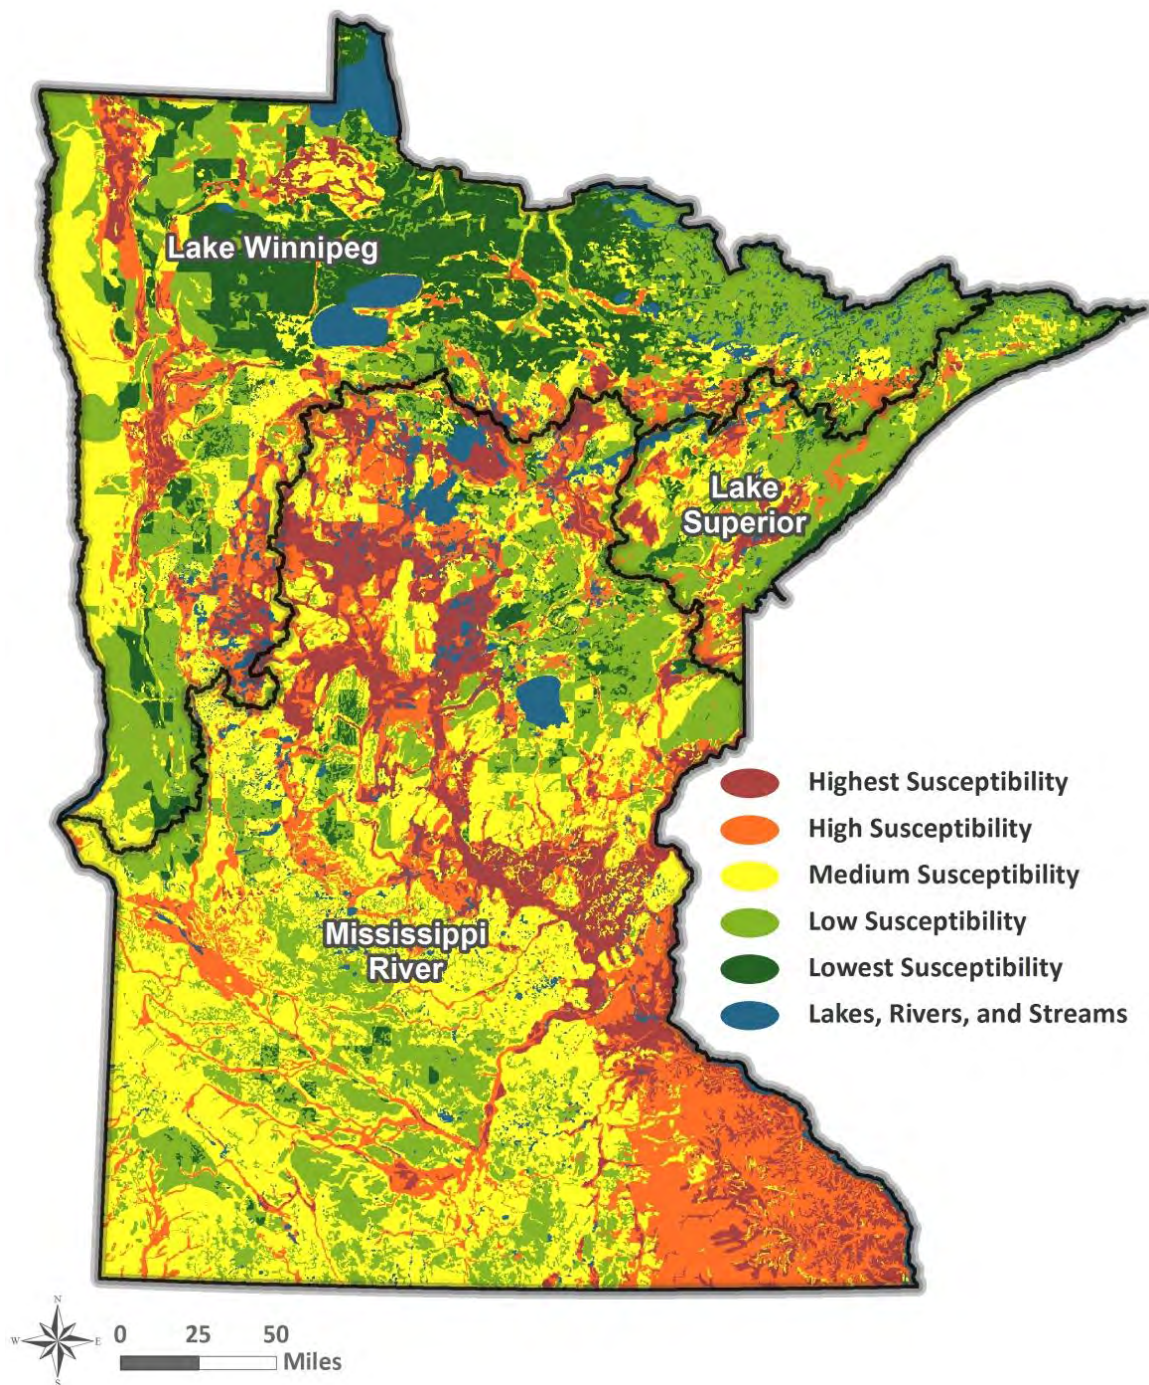 Lake Winnipeg
Lake
Superior
Highest Susceptibility
High Susceptibility
Medium Susceptibility
Low Susceptibility
Lowest Susceptibility
Lakes, Rivers, and Streams
Mississippi
River
N
W
E
S
0 25 50
Miles